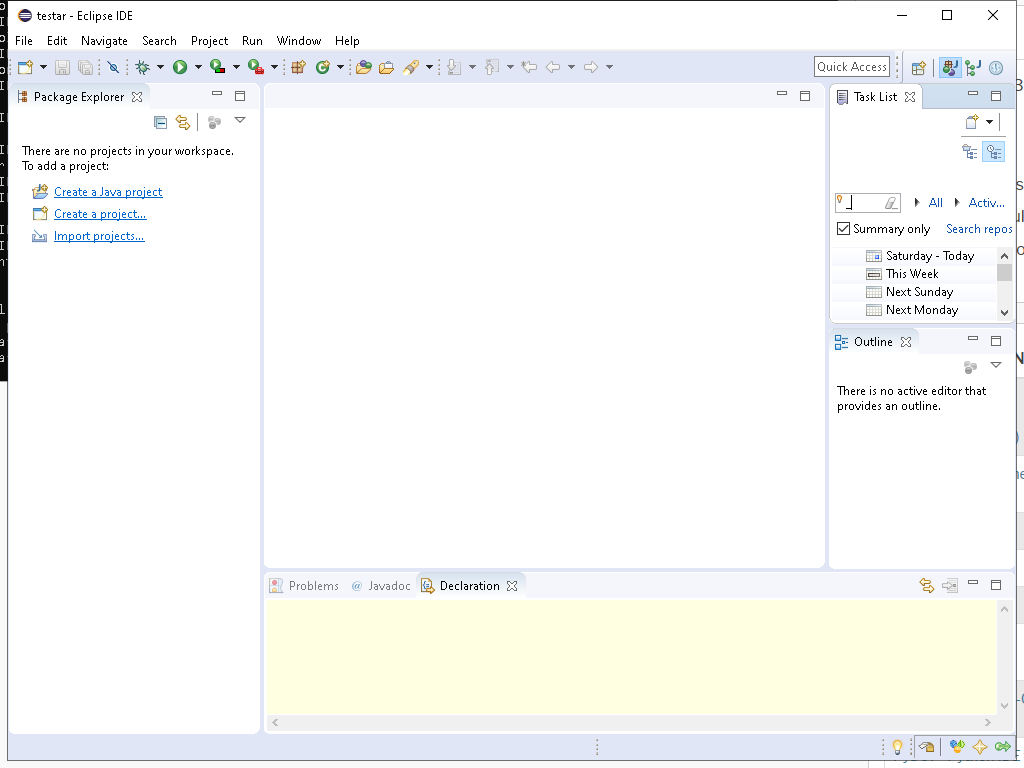 testar - Eclipse IDE
File Edit Navigate Search Project Run Window Help
Quick Access
Package Explorer
There are no projects in your workspace.
To add a project:
Create a Java project
Create a project...
Import projects...
Task List
All Activ...
Summary only Search repos
Saturday - Today
This Week
Next Sunday
Next Monday
Outline
There is no active editor that
provides an outline.
Problems @ Javadoc Declaration